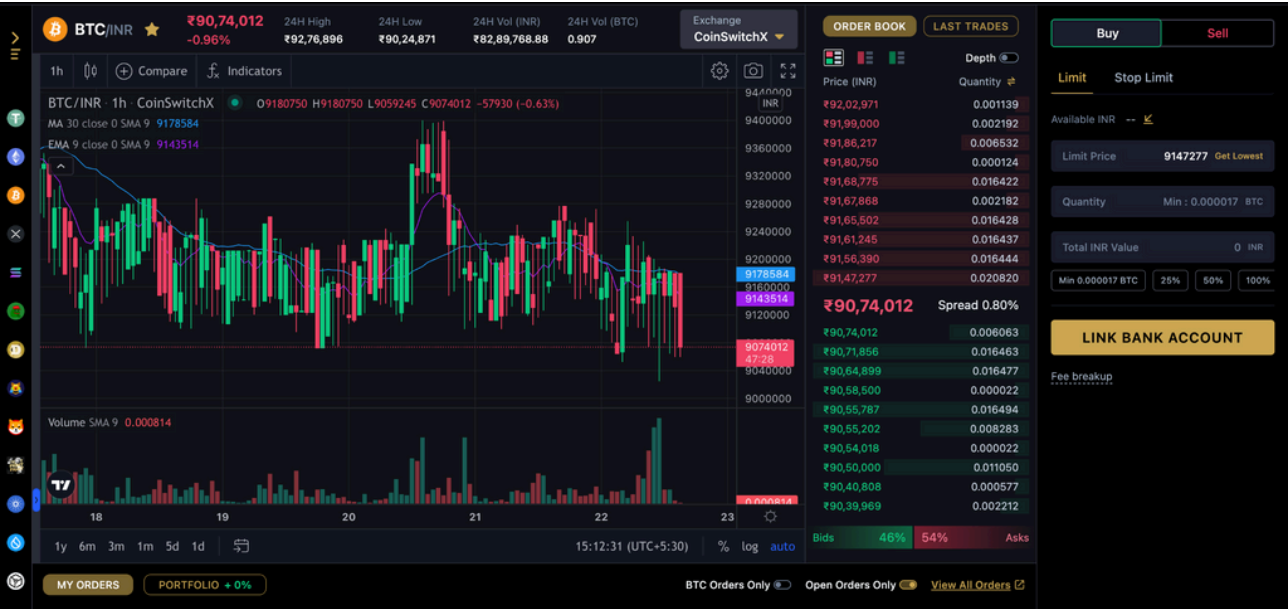 BTC/INR
₹90,74,012
-0.96%
24H High
₹92,76,896
24H Low
₹90,24,871
24H Vol (INR)
₹82,89,768.88
24H Vol (BTC)
0.907
Exchange
CoinSwitchX
1h
Compare
Indicators
BTC/INR · 1h · CoinSwitchX
O9180750 H9180750 L9059245 C9074012 −57930 (−0.63%)
MA 30 close 0 SMA 9 9178584
EMA 9 close 0 SMA 9 9143514
9440000
INR
9400000
9360000
9320000
9280000
9240000
9200000
9178584
9160000
9143514
9120000
9074012
47:28
9040000
9000000
Volume SMA 9 0.000814
0.000814
18 19 20 21 22 23
1y 6m 3m 1m 5d 1d
15:12:31 (UTC+5:30)
% log auto
ORDER BOOK
LAST TRADES
Depth
Price (INR) Quantity
₹92,02,971 0.001139
₹91,99,000 0.002192
₹91,86,217 0.006532
₹91,80,750 0.000124
₹91,68,775 0.016422
₹91,67,868 0.002182
₹91,65,502 0.016428
₹91,61,245 0.016437
₹91,56,390 0.016444
₹91,47,277 0.020820
₹90,74,012 Spread 0.80%
₹90,74,012 0.006063
₹90,71,856 0.016463
₹90,64,899 0.016477
₹90,58,500 0.000022
₹90,55,787 0.016494
₹90,55,202 0.008283
₹90,54,018 0.000022
₹90,50,000 0.011050
₹90,40,808 0.000577
₹90,39,969 0.002212
Bids 46% 54% Asks
Buy
Sell
Limit
Stop Limit
Available INR --
Limit Price 9147277 Get Lowest
Quantity Min : 0.000017 BTC
Total INR Value 0 INR
Min 0.000017 BTC
25%
50%
100%
LINK BANK ACCOUNT
Fee breakup
MY ORDERS
PORTFOLIO + 0%
BTC Orders Only
Open Orders Only
View All Orders